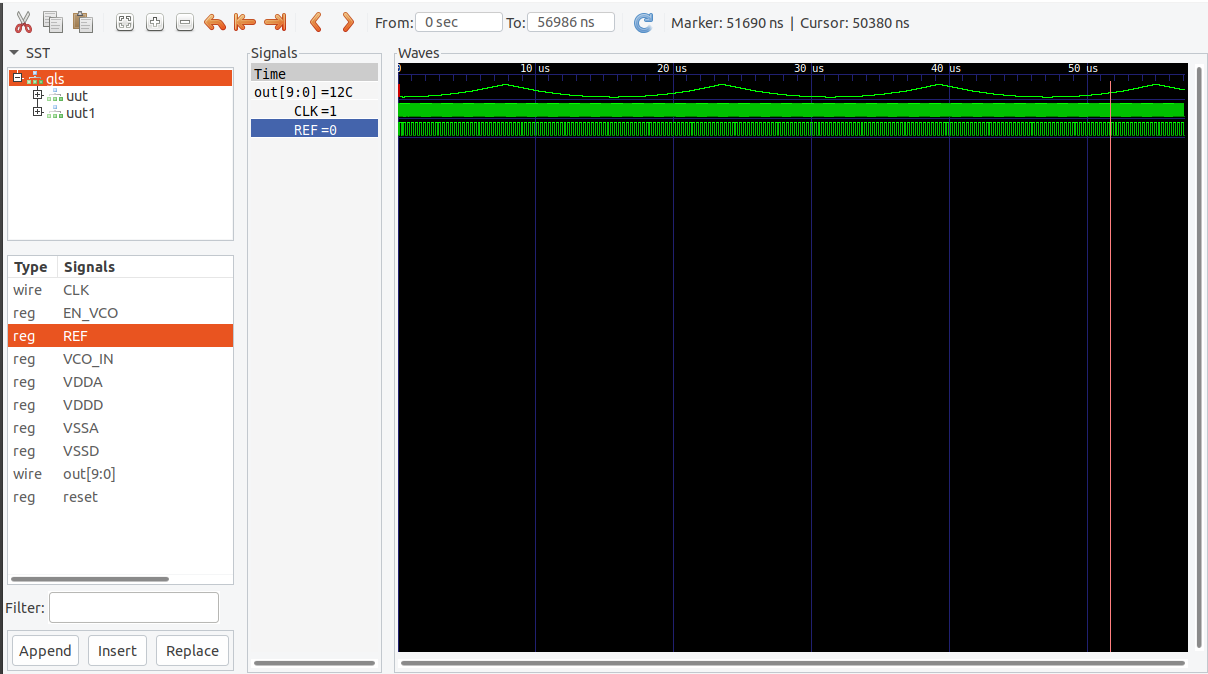 From: 0 sec To: 56986 ns Marker: 51690 ns | Cursor: 50380 ns
SST
gls
uut
uut1
Type Signals
wire CLK
reg EN_VCO
reg REF
reg VCO_IN
reg VDDA
reg VDDD
reg VSSA
reg VSSD
wire out[9:0]
reg reset
Filter:
Append Insert Replace
Signals
Time
out[9:0] =12C
CLK =1
REF =0
Waves
0 10 us 20 us 30 us 40 us 50 us